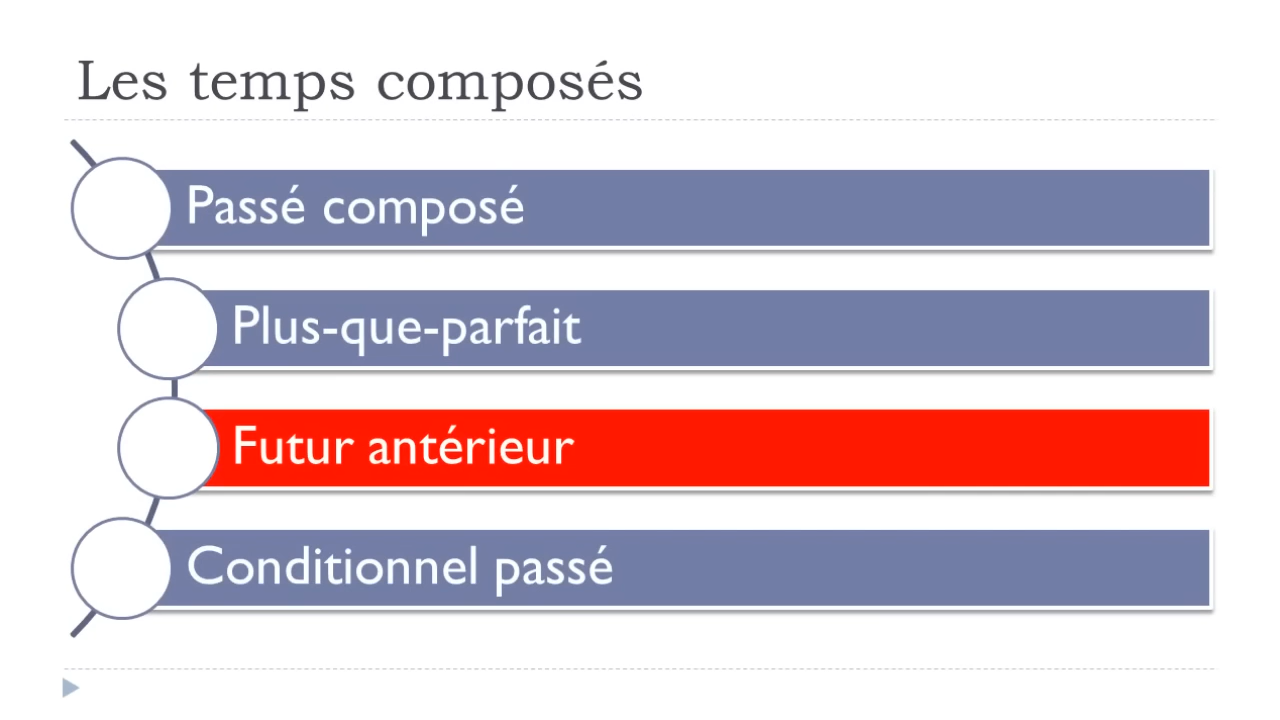 Les temps composés
Passé composé
Plus-que-parfait
Futur antérieur
Conditionnel passé